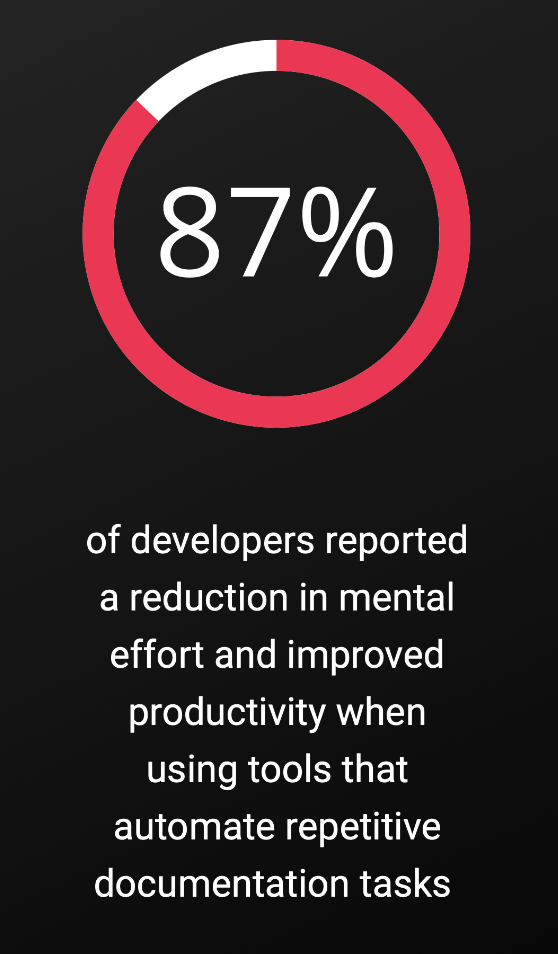 87%
of developers reported
a reduction in mental
effort and improved
productivity when
using tools that
automate repetitive
documentation tasks